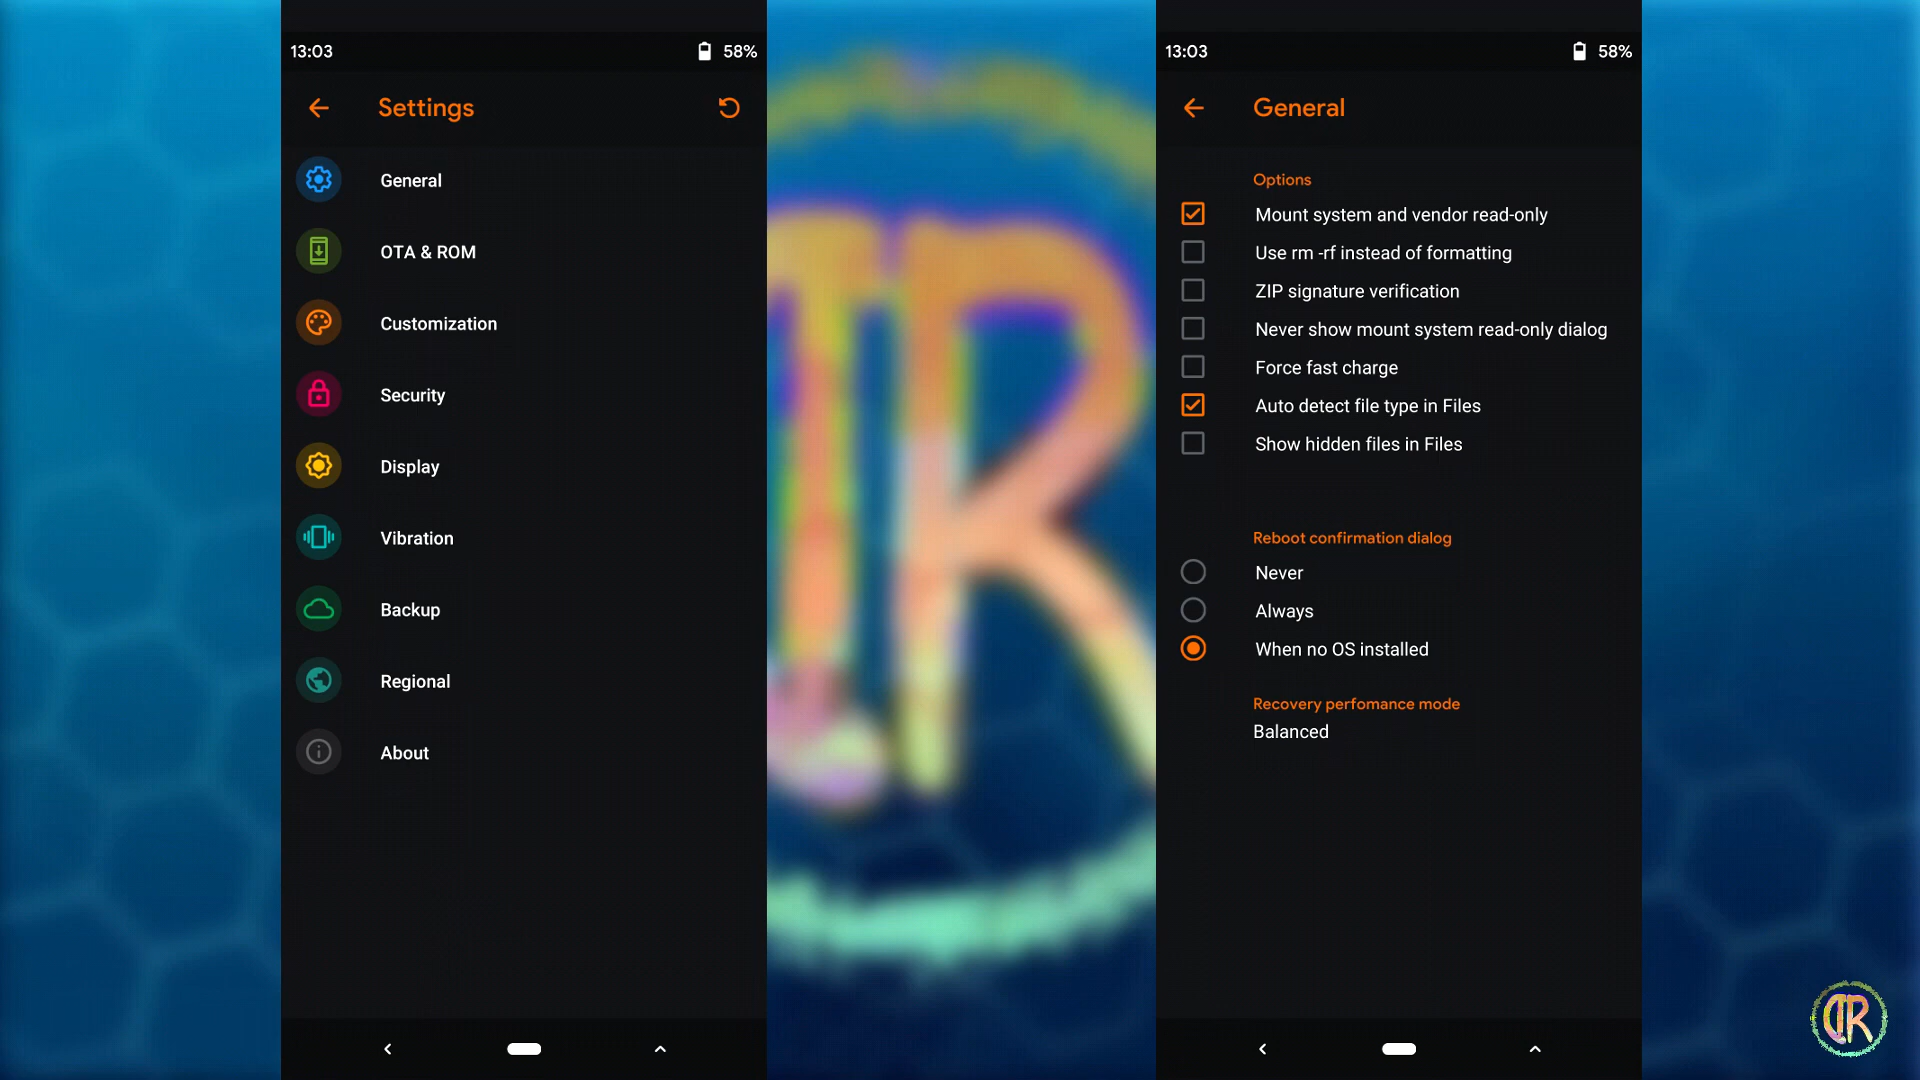 13:03
58%
Settings
General
OTA & ROM
Customization
Security
Display
Vibration
Backup
Regional
About
13:03
58%
General
Options
Mount system and vendor read-only
Use rm -rf instead of formatting
ZIP signature verification
Never show mount system read-only dialog
Force fast charge
Auto detect file type in Files
Show hidden files in Files
Reboot confirmation dialog
Never
Always
When no OS installed
Recovery perfomance mode
Balanced
DR